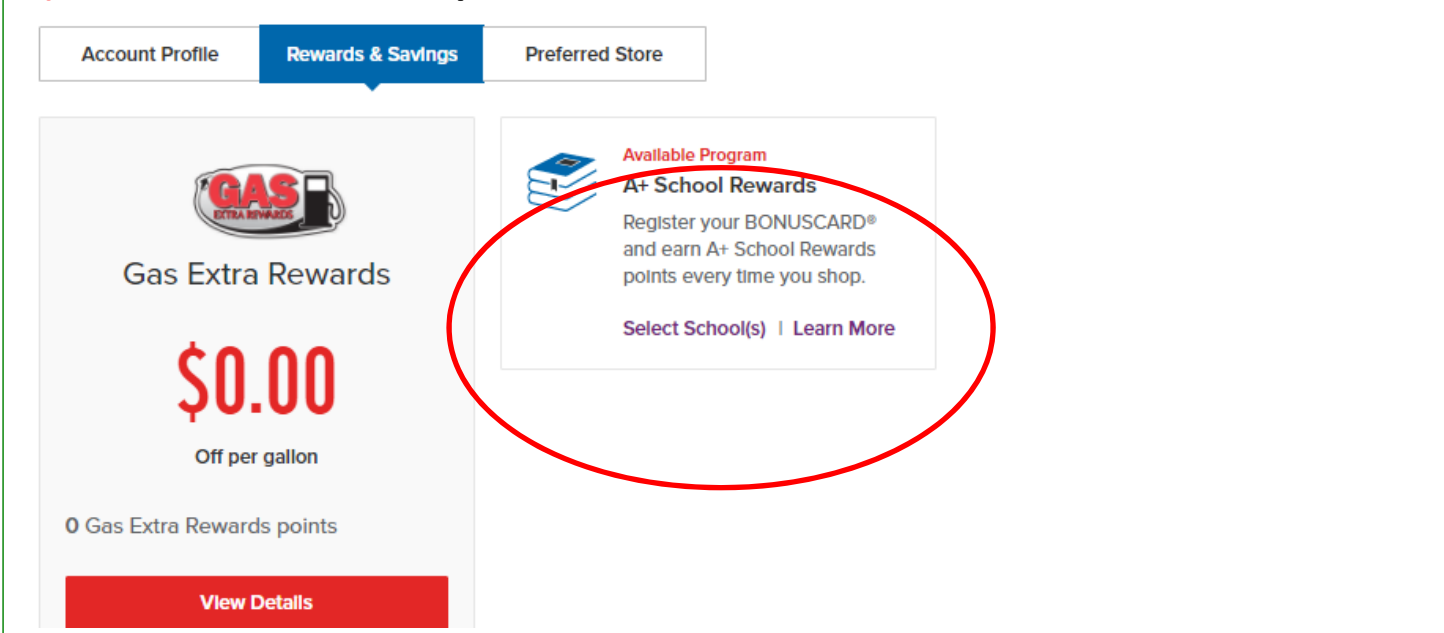 Account Profile Rewards & Savings Preferred Store
GAS
EXTRA REWARDS
Gas Extra Rewards
$0.00
Off per gallon
0 Gas Extra Rewards points
View Details
Available Program
A+ School Rewards
Register your BONUSCARD®
and earn A+ School Rewards
points every time you shop.
Select School(s) | Learn More